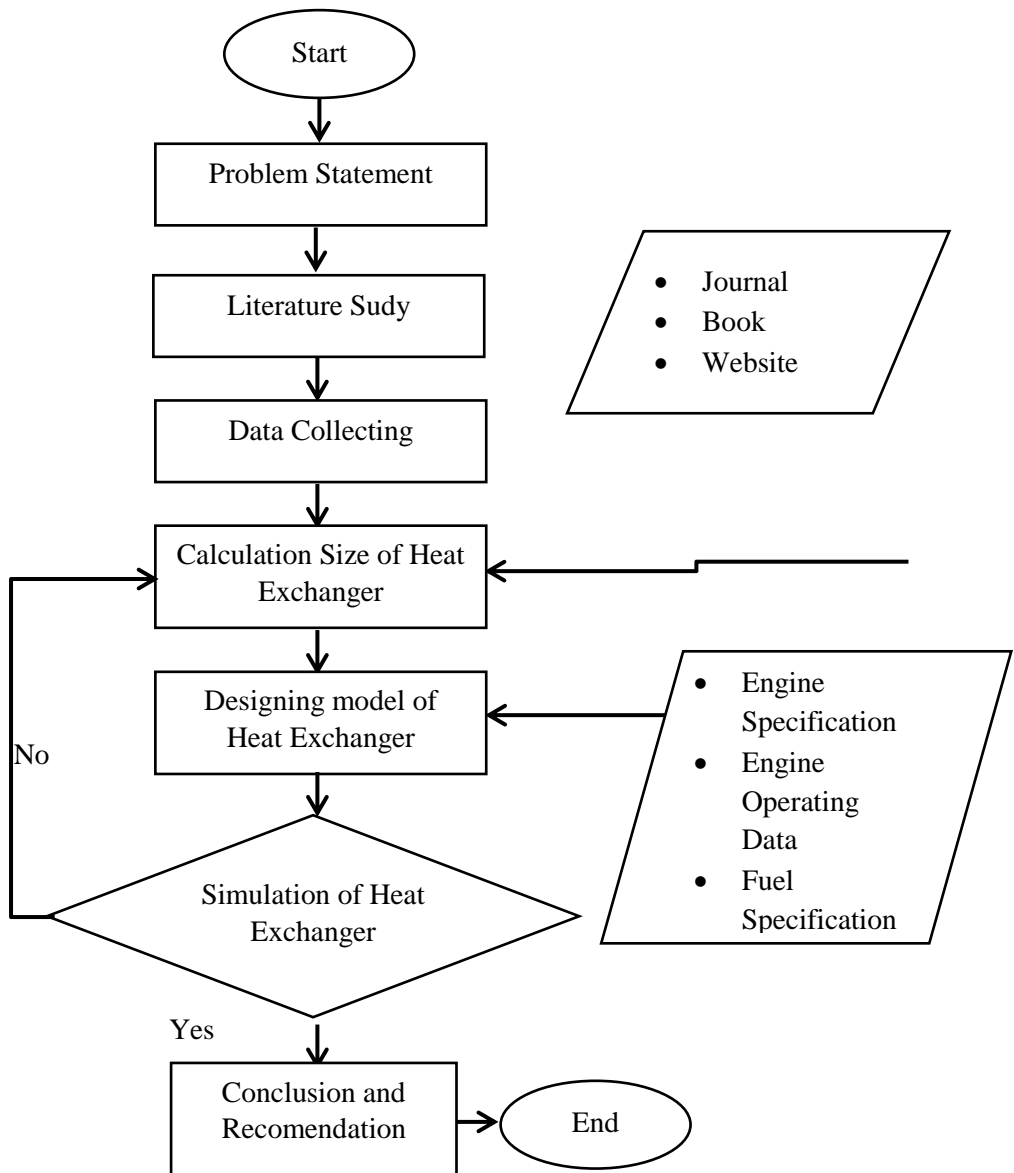 Start
Problem Statement
Literature Sudy
• Journal
• Book
• Website
Data Collecting
Calculation Size of Heat
Exchanger
Designing model of
Heat Exchanger
• Engine
Specification
• Engine
Operating
Data
• Fuel
Specification
No
Simulation of Heat
Exchanger
Yes
Conclusion and
Recomendation
End